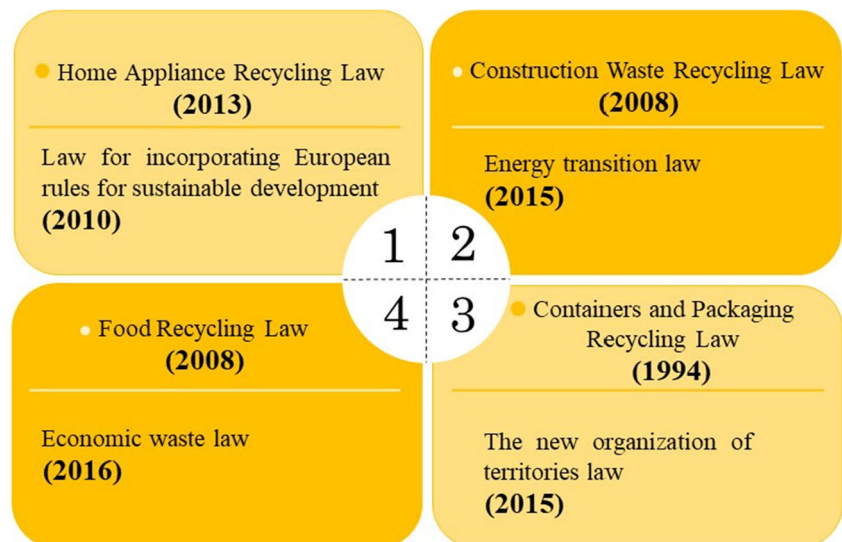 Home Appliance Recycling Law
(2013)
Law for incorporating European
rules for sustainable development
(2010)
Construction Waste Recycling Law
(2008)
Energy transition law
(2015)
1
2
4
3
Food Recycling Law
(2008)
Economic waste law
(2016)
Containers and Packaging
Recycling Law
(1994)
The new organization of
territories law
(2015)